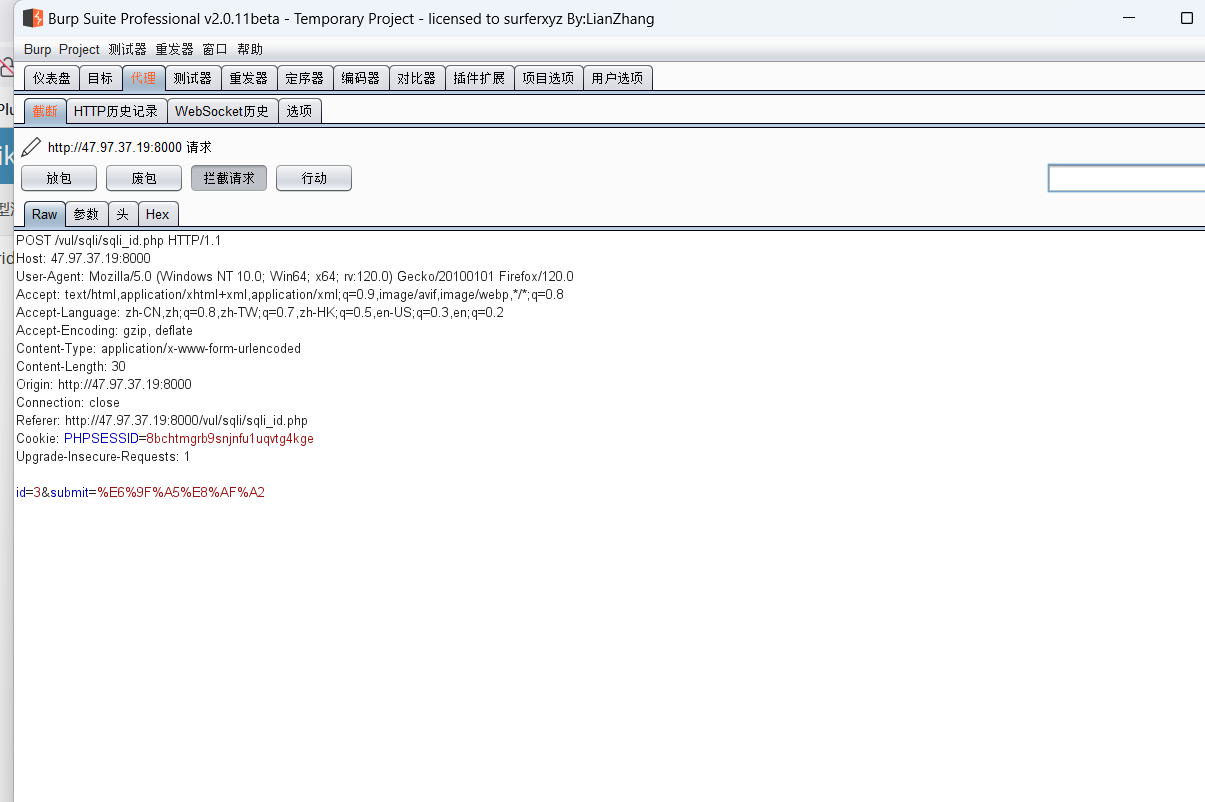 Burp Suite Professional v2.0.11beta - Temporary Project - licensed to surferxyz By:LianZhang
Burp Project 测试器 重发器 窗口 帮助
仪表盘 目标 代理 测试器 重发器 定序器 编码器 对比器 插件扩展 项目选项 用户选项
截断 HTTP历史记录 WebSocket历史 选项
http://47.97.37.19:8000 请求
放包 废包 拦截请求 行动
Raw 参数 头 Hex
POST /vul/sqli/sqli_id.php HTTP/1.1
Host: 47.97.37.19:8000
User-Agent: Mozilla/5.0 (Windows NT 10.0; Win64; x64; rv:120.0) Gecko/20100101 Firefox/120.0
Accept: text/html,application/xhtml+xml,application/xml;q=0.9,image/avif,image/webp,*/*;q=0.8
Accept-Language: zh-CN,zh;q=0.8,zh-TW;q=0.7,zh-HK;q=0.5,en-US;q=0.3,en;q=0.2
Accept-Encoding: gzip, deflate
Content-Type: application/x-www-form-urlencoded
Content-Length: 30
Origin: http://47.97.37.19:8000
Connection: close
Referer: http://47.97.37.19:8000/vul/sqli/sqli_id.php
Cookie: PHPSESSID=8bchtmgrb9snjnfu1uqvtg4kge
Upgrade-Insecure-Requests: 1
id=3&submit=%E6%9F%A5%E8%AF%A2